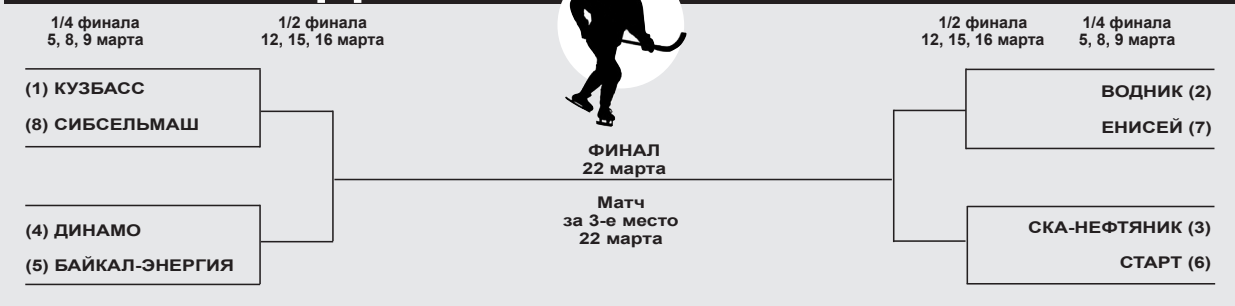 1/4 финала
5, 8, 9 марта
1/2 финала
12, 15, 16 марта
1/2 финала
12, 15, 16 марта
1/4 финала
5, 8, 9 марта
(1) КУЗБАСС
(8) СИБСЕЛЬМАШ
(4) ДИНАМО
(5) БАЙКАЛ-ЭНЕРГИЯ
ФИНАЛ
22 марта
Матч
за 3-е место
22 марта
ВОДНИК (2)
ЕНИСЕЙ (7)
СКА-НЕФТЯНИК (3)
СТАРТ (6)